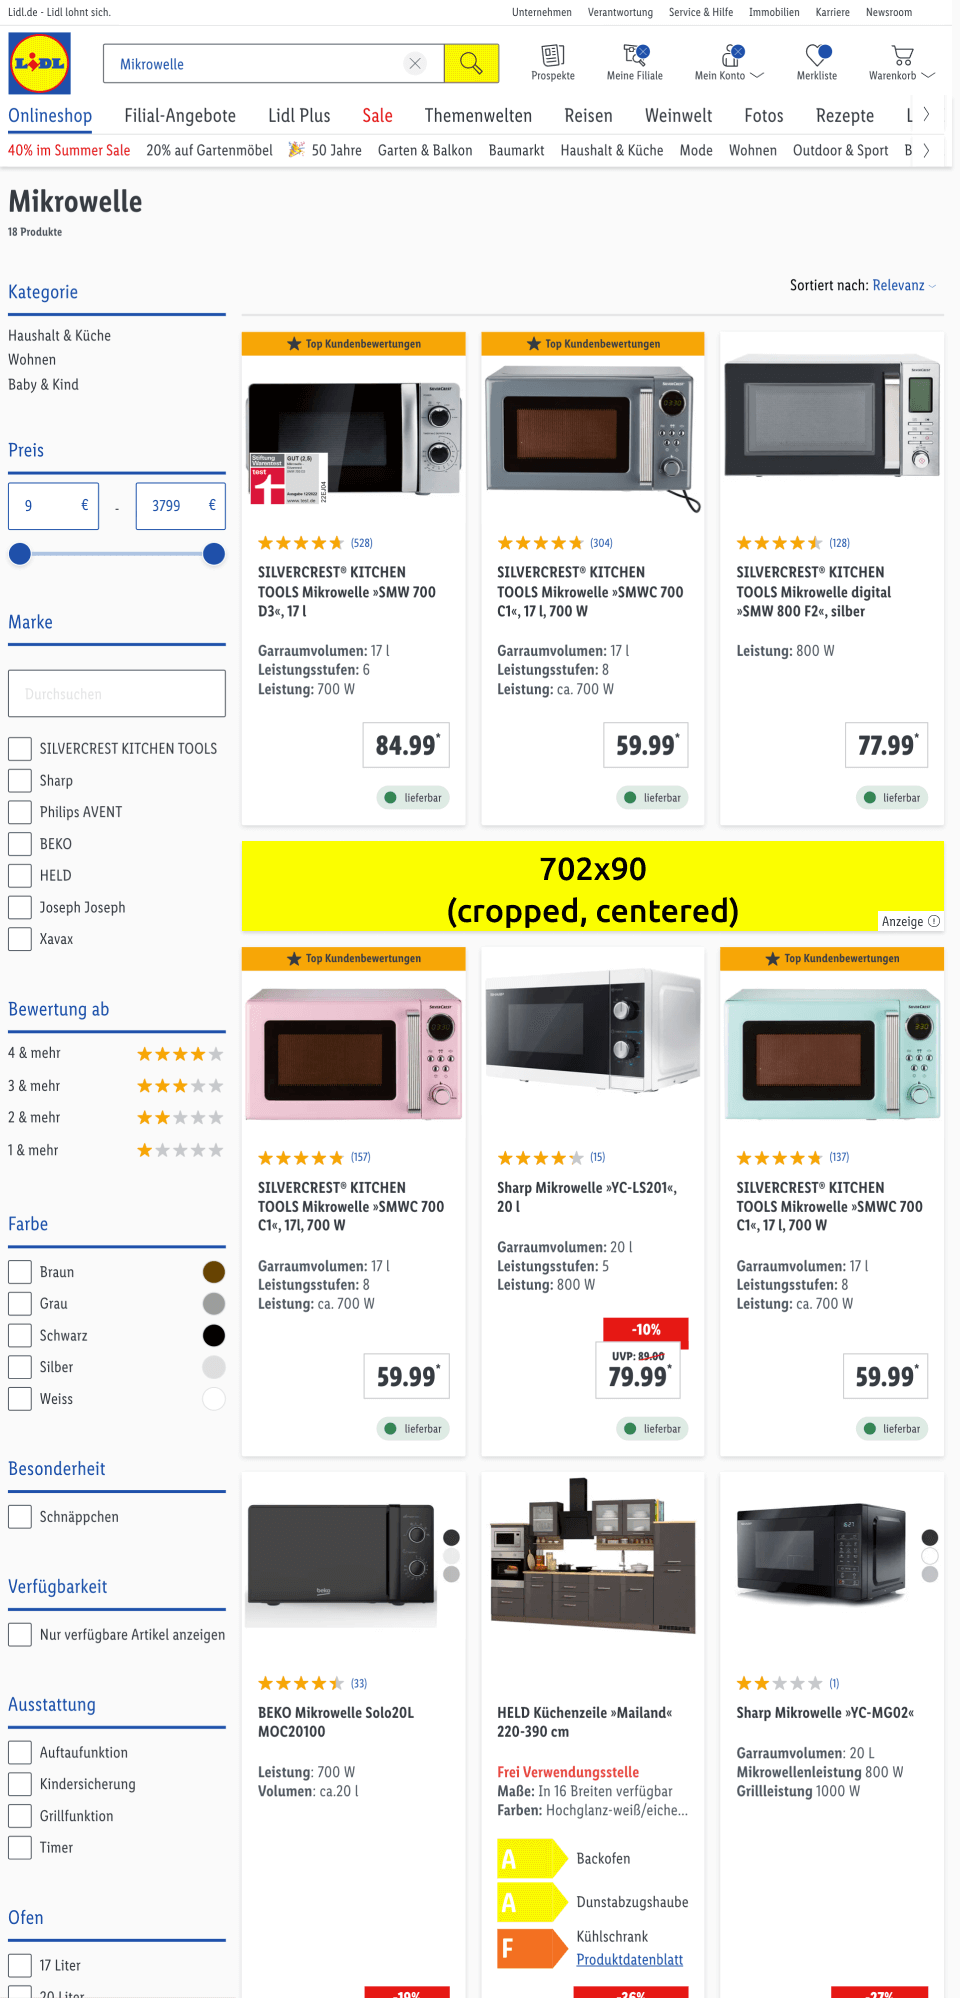 Lidl.de - Lidl lohnt sich.
Unternehmen Verantwortung Service & Hilfe Immobilien Karriere Newsroom
LIDL
Mikrowelle
Prospekte Meine Filiale Mein Konto Merkliste Warenkorb
Onlineshop Filial-Angebote Lidl Plus Sale Themenwelten Reisen Weinwelt Fotos Rezepte L
40% im Summer Sale 20% auf Gartenmöbel 50 Jahre Garten & Balkon Baumarkt Haushalt & Küche Mode Wohnen Outdoor & Sport B
Mikrowelle
18 Produkte
Sortiert nach: Relevanz
Kategorie
Haushalt & Küche
Wohnen
Baby & Kind
Preis
9 € - 3799 €
Marke
Durchsuchen
SILVERCREST KITCHEN TOOLS
Sharp
Philips AVENT
BEKO
HELD
Joseph Joseph
Xavax
Bewertung ab
4 & mehr
3 & mehr
2 & mehr
1 & mehr
Farbe
Braun
Grau
Schwarz
Silber
Weiss
Besonderheit
Schnäppchen
Verfügbarkeit
Nur verfügbare Artikel anzeigen
Ausstattung
Auftaufunktion
Kindersicherung
Grillfunktion
Timer
Ofen
17 Liter
20 Liter
Top Kundenbewertungen
Stiftung
Warentest
test
GUT (2,5)
(528)
SILVERCREST® KITCHEN
TOOLS Mikrowelle »SMW 700
D3«, 17 l
Garraumvolumen: 17 l
Leistungsstufen: 6
Leistung: 700 W
84.99*
lieferbar
Top Kundenbewertungen
(304)
SILVERCREST® KITCHEN
TOOLS Mikrowelle »SMWC 700
C1«, 17 l, 700 W
Garraumvolumen: 17 l
Leistungsstufen: 8
Leistung: ca. 700 W
59.99*
lieferbar
(128)
SILVERCREST® KITCHEN
TOOLS Mikrowelle digital
»SMW 800 F2«, silber
Leistung: 800 W
77.99*
lieferbar
702x90
(cropped, centered)
Anzeige
Top Kundenbewertungen
(157)
SILVERCREST® KITCHEN
TOOLS Mikrowelle »SMWC 700
C1«, 17l, 700 W
Garraumvolumen: 17 l
Leistungsstufen: 8
Leistung: ca. 700 W
59.99*
lieferbar
(15)
Sharp Mikrowelle »YC-LS201«,
20 l
Garraumvolumen: 20 l
Leistungsstufen: 5
Leistung: 800 W
-10%
UVP: 89.00
79.99*
lieferbar
Top Kundenbewertungen
(137)
SILVERCREST® KITCHEN
TOOLS Mikrowelle »SMWC 700
C1«, 17 l, 700 W
Garraumvolumen: 17 l
Leistungsstufen: 8
Leistung: ca. 700 W
59.99*
lieferbar
beko
(33)
BEKO Mikrowelle Solo20L
MOC20100
Leistung: 700 W
Volumen: ca.20 l
-19%
HELD Küchenzeile »Mailand«
220-390 cm
Frei Verwendungsstelle
Maße: In 16 Breiten verfügbar
Farben: Hochglanz-weiß/eiche...
A Backofen
A Dunstabzugshaube
F Kühlschrank
Produktdatenblatt
-36%
(1)
Sharp Mikrowelle »YC-MG02«
Garraumvolumen: 20 L
Mikrowellenleistung 800 W
Grillleistung 1000 W
-27%